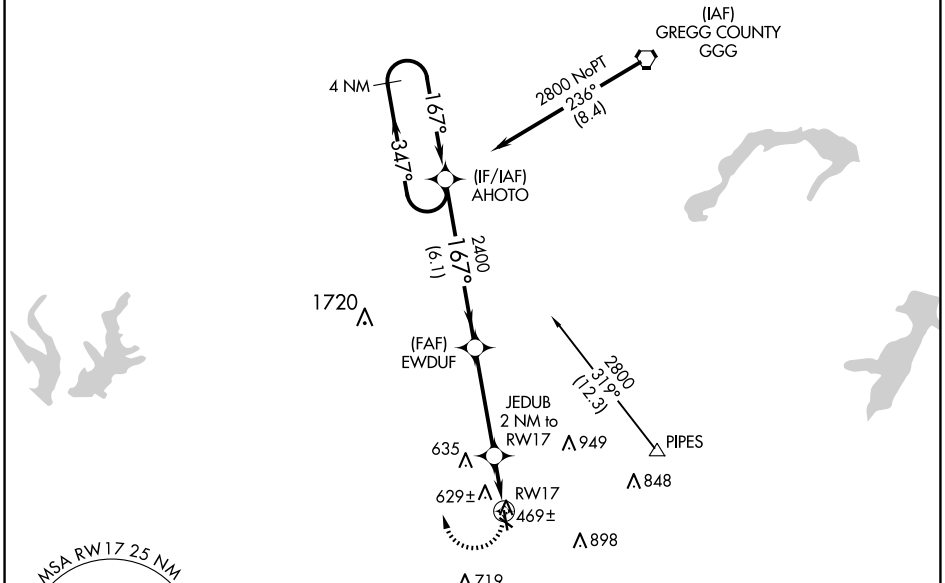 (IAF)
GREGG COUNTY
GGG
2800 NoPT
236°
(8.4)
4 NM
167°
347°
(IF/IAF)
AHOTO
2400
167°
(6.1)
1720
(FAF)
EWDUF
2800
319°
(12.3)
JEDUB
2 NM to
RW17
949
PIPES
635
848
629±
RW17
469±
898
MSA RW17 25 NM
719